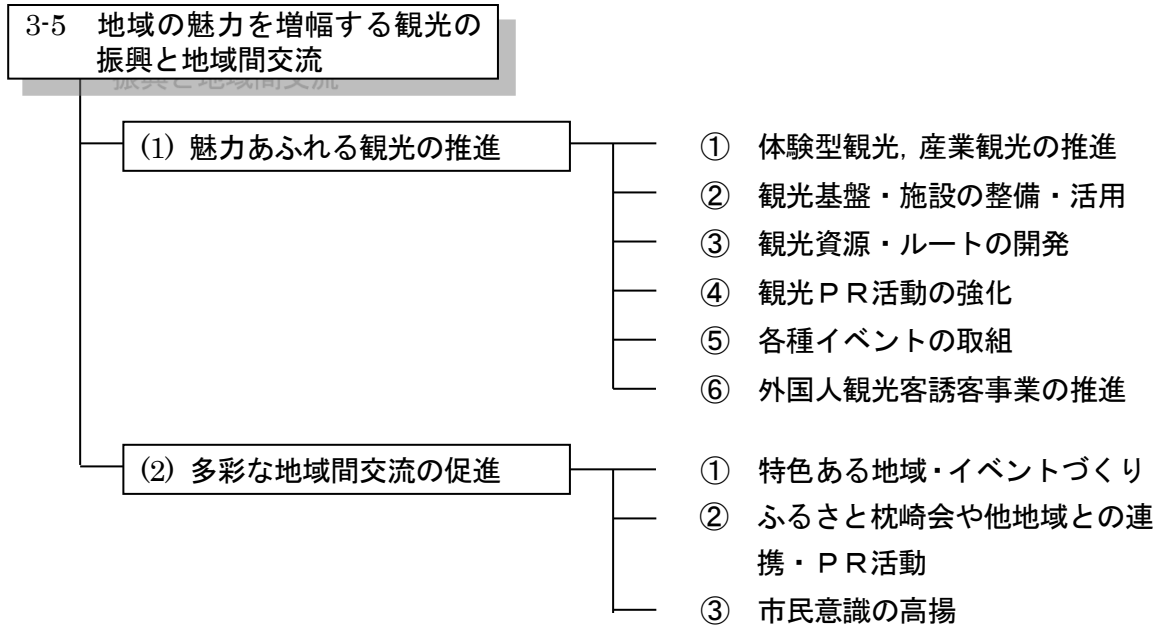 3-5 地域の魅力を増幅する観光の
振興と地域間交流
(1) 魅力あふれる観光の推進
① 体験型観光，産業観光の推進
② 観光基盤・施設の整備・活用
③ 観光資源・ルートの開発
④ 観光ＰＲ活動の強化
⑤ 各種イベントの取組
⑥ 外国人観光客誘客事業の推進
(2) 多彩な地域間交流の促進
① 特色ある地域・イベントづくり
② ふるさと枕崎会や他地域との連
携・ＰＲ活動
③ 市民意識の高揚